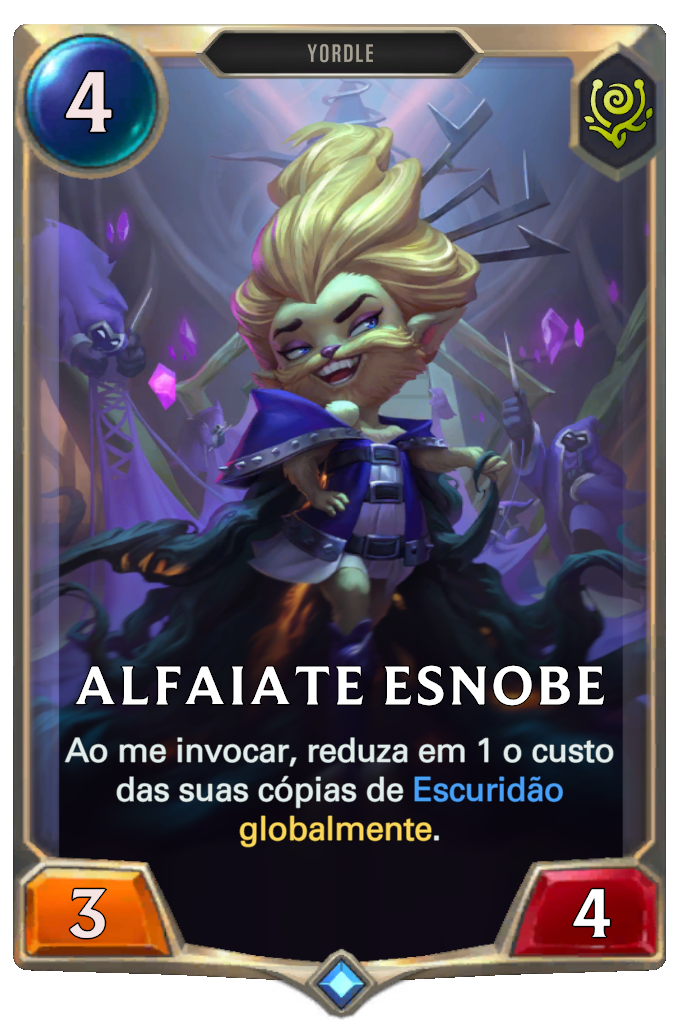 YORDLE
4
ALFAIATE ESNOBE
Ao me invocar, reduza em 1 o custo
das suas cópias de Escuridão
globalmente.
3
4